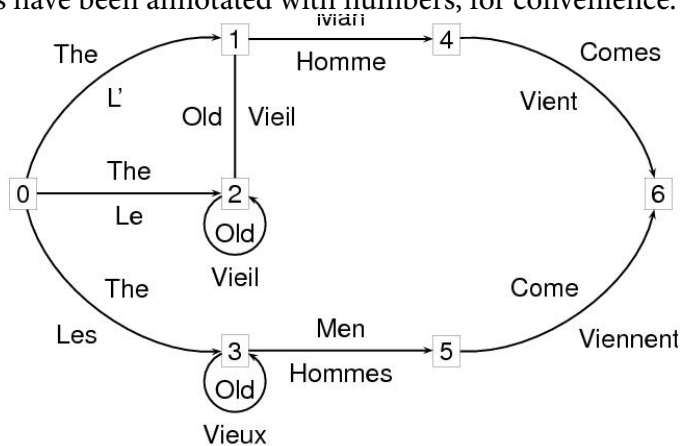 s have been annotated with numbers, for convenience.
The
L'
1
Man
Homme
4
Comes
Vient
Old
Vieil
0
The
Le
2
Old
Vieil
6
The
Les
3
Old
Vieux
Men
Hommes
5
Come
Viennent